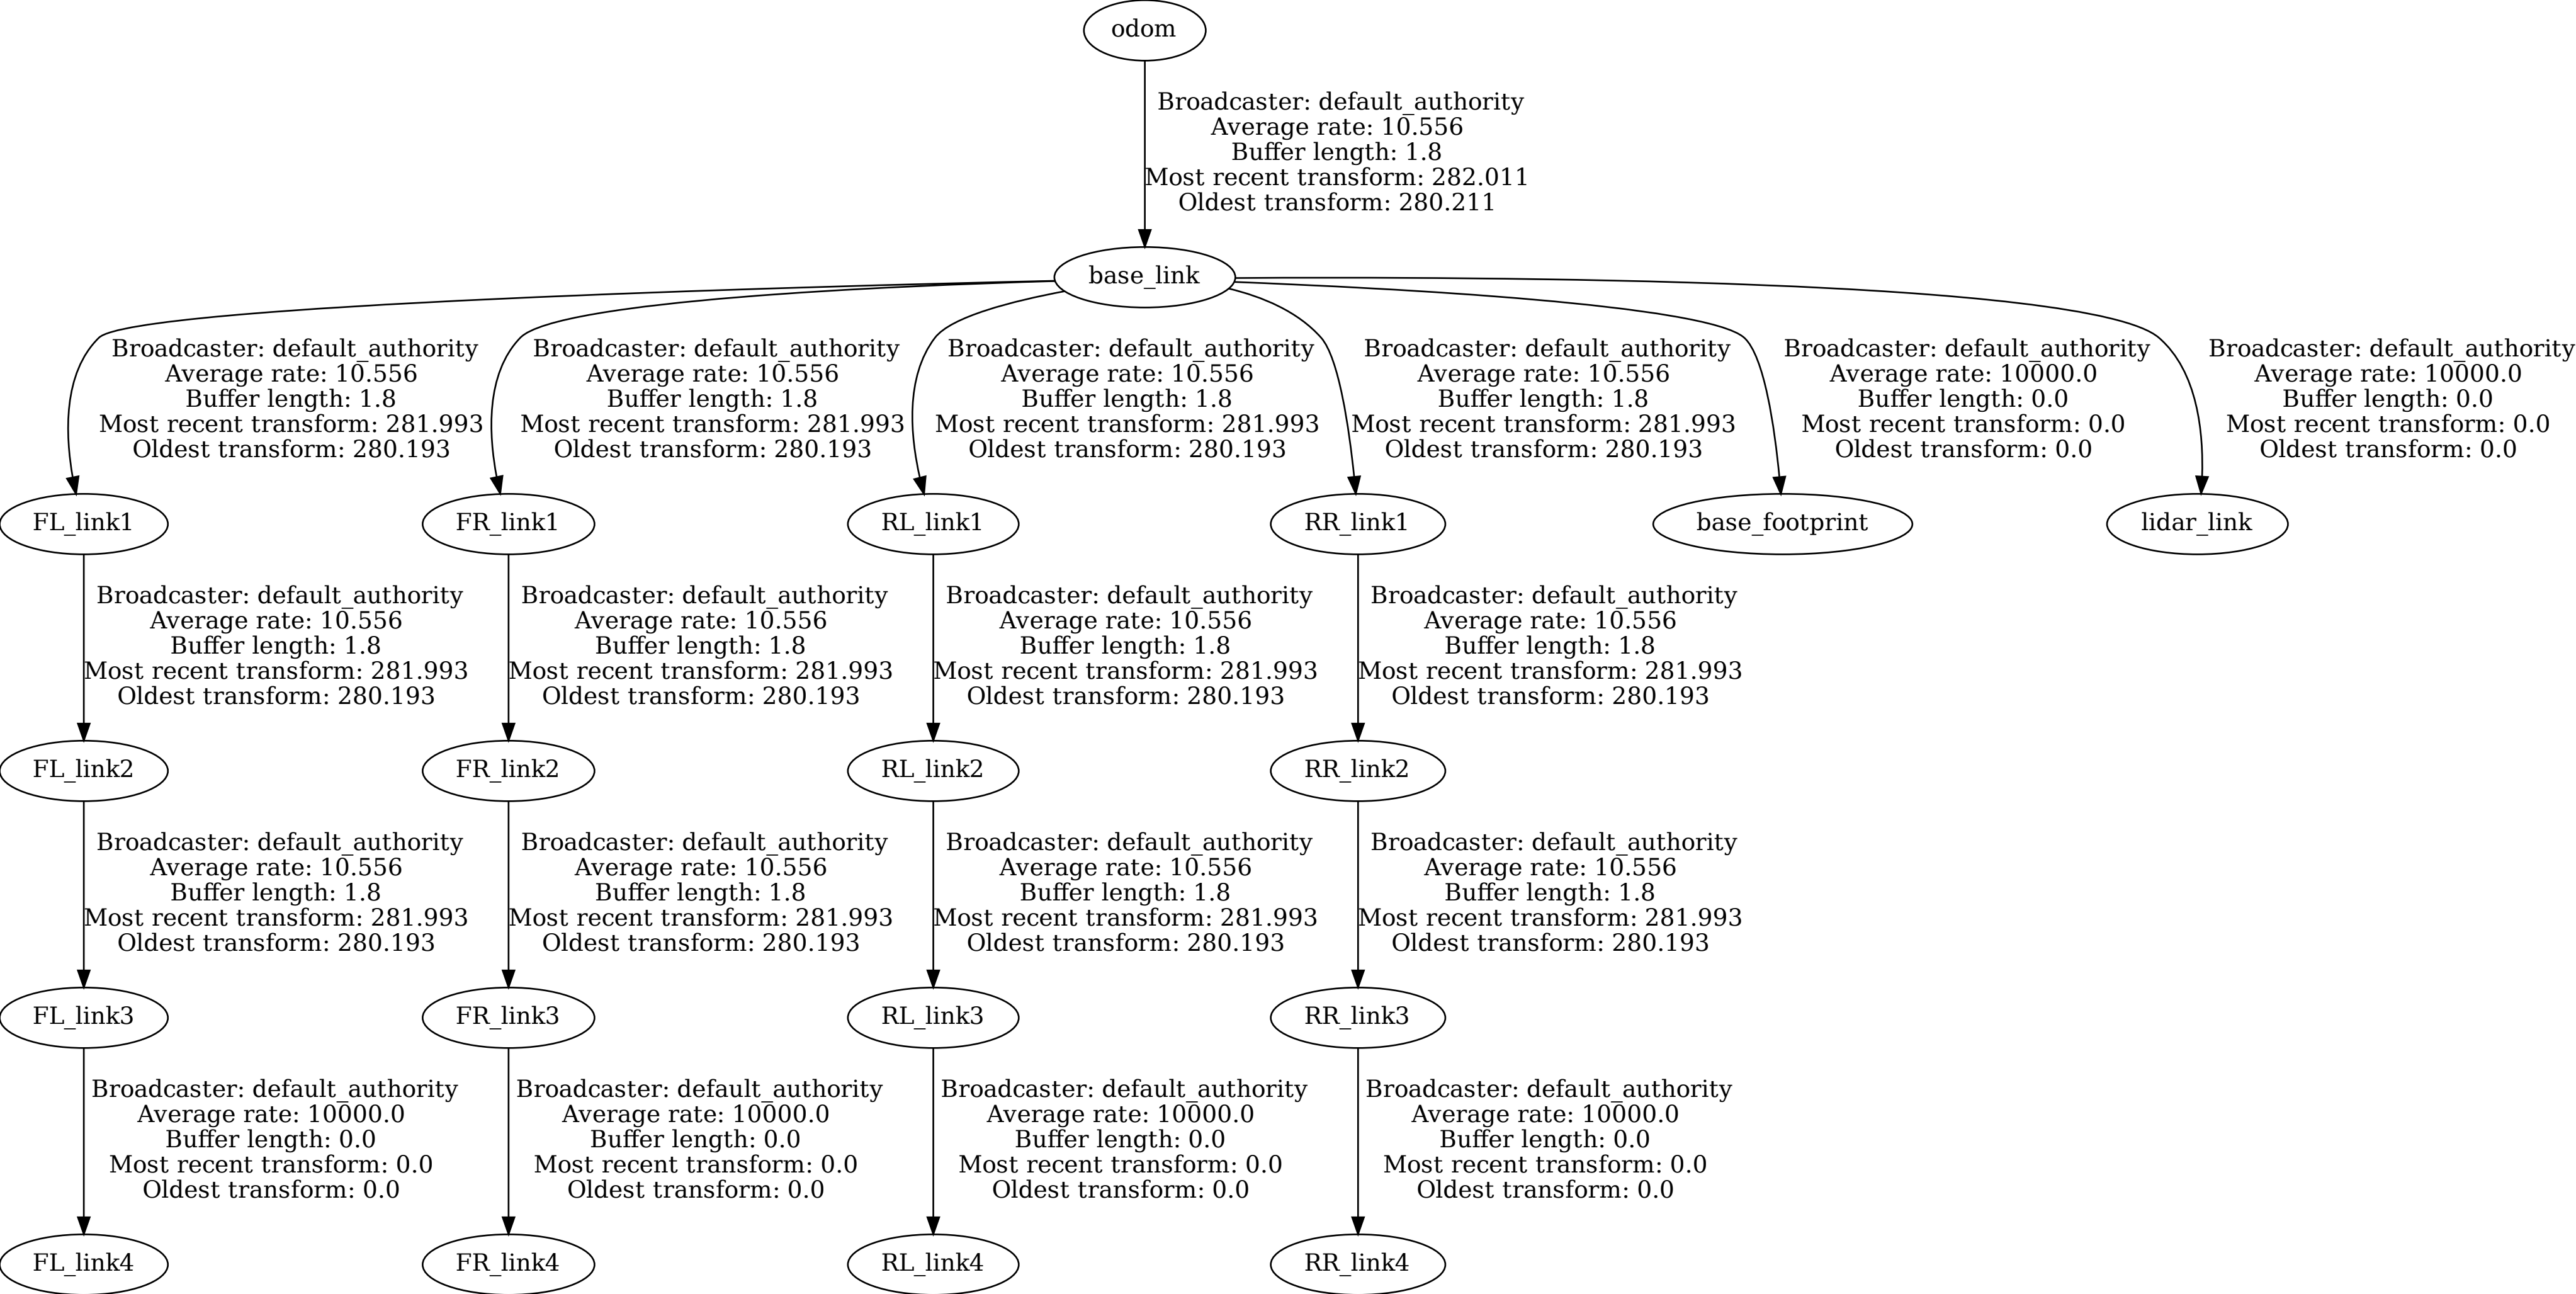 odom
Broadcaster: default_authority
Average rate: 10.556
Buffer length: 1.8
Most recent transform: 282.011
Oldest transform: 280.211
base_link
Broadcaster: default_authority
Average rate: 10.556
Buffer length: 1.8
Most recent transform: 281.993
Oldest transform: 280.193
Broadcaster: default_authority
Average rate: 10.556
Buffer length: 1.8
Most recent transform: 281.993
Oldest transform: 280.193
Broadcaster: default_authority
Average rate: 10.556
Buffer length: 1.8
Most recent transform: 281.993
Oldest transform: 280.193
Broadcaster: default_authority
Average rate: 10.556
Buffer length: 1.8
Most recent transform: 281.993
Oldest transform: 280.193
Broadcaster: default_authority
Average rate: 10000.0
Buffer length: 0.0
Most recent transform: 0.0
Oldest transform: 0.0
Broadcaster: default_authority
Average rate: 10000.0
Buffer length: 0.0
Most recent transform: 0.0
Oldest transform: 0.0
FL_link1
FR_link1
RL_link1
RR_link1
base_footprint
lidar_link
Broadcaster: default_authority
Average rate: 10.556
Buffer length: 1.8
Most recent transform: 281.993
Oldest transform: 280.193
Broadcaster: default_authority
Average rate: 10.556
Buffer length: 1.8
Most recent transform: 281.993
Oldest transform: 280.193
Broadcaster: default_authority
Average rate: 10.556
Buffer length: 1.8
Most recent transform: 281.993
Oldest transform: 280.193
Broadcaster: default_authority
Average rate: 10.556
Buffer length: 1.8
Most recent transform: 281.993
Oldest transform: 280.193
FL_link2
FR_link2
RL_link2
RR_link2
Broadcaster: default_authority
Average rate: 10.556
Buffer length: 1.8
Most recent transform: 281.993
Oldest transform: 280.193
Broadcaster: default_authority
Average rate: 10.556
Buffer length: 1.8
Most recent transform: 281.993
Oldest transform: 280.193
Broadcaster: default_authority
Average rate: 10.556
Buffer length: 1.8
Most recent transform: 281.993
Oldest transform: 280.193
Broadcaster: default_authority
Average rate: 10.556
Buffer length: 1.8
Most recent transform: 281.993
Oldest transform: 280.193
FL_link3
FR_link3
RL_link3
RR_link3
Broadcaster: default_authority
Average rate: 10000.0
Buffer length: 0.0
Most recent transform: 0.0
Oldest transform: 0.0
Broadcaster: default_authority
Average rate: 10000.0
Buffer length: 0.0
Most recent transform: 0.0
Oldest transform: 0.0
Broadcaster: default_authority
Average rate: 10000.0
Buffer length: 0.0
Most recent transform: 0.0
Oldest transform: 0.0
Broadcaster: default_authority
Average rate: 10000.0
Buffer length: 0.0
Most recent transform: 0.0
Oldest transform: 0.0
FL_link4
FR_link4
RL_link4
RR_link4